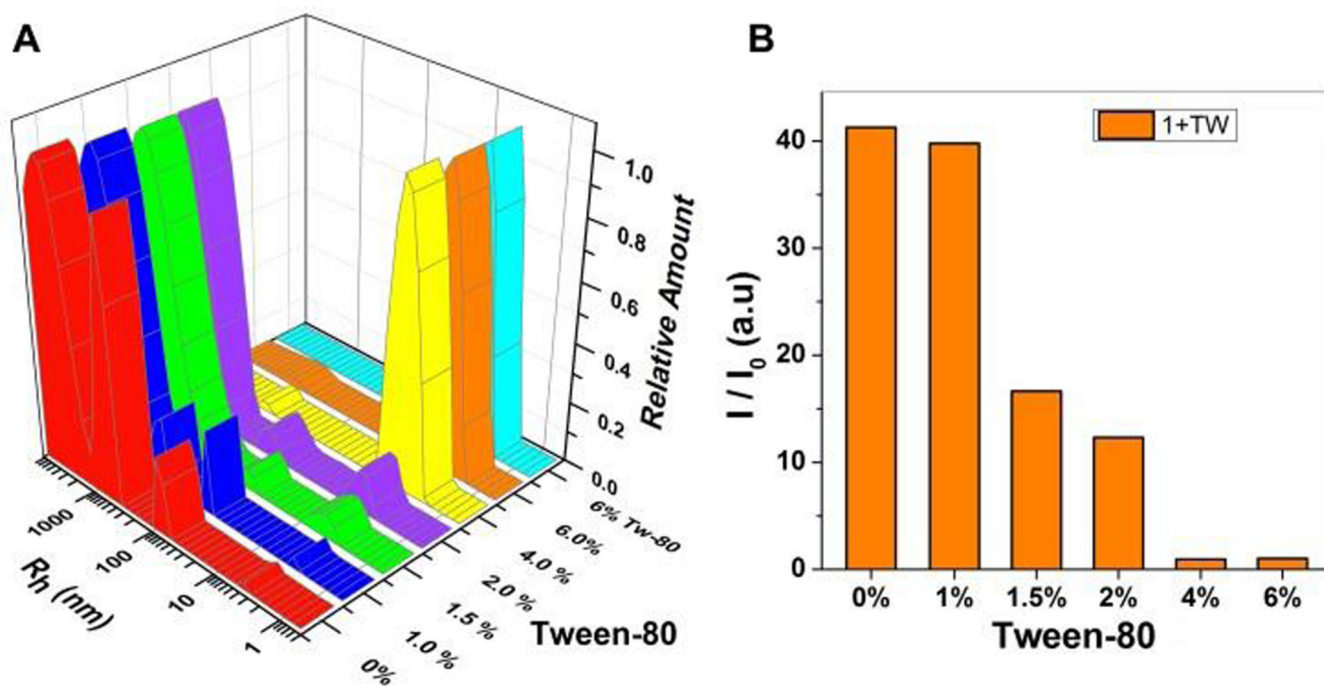 A
1.0
0.8
0.6
0.4
0.2
0.0
Relative Amount
1000
100
10
1
Rh (nm)
0%
1.0 %
1.5 %
2.0 %
4.0 %
6.0%
6% Tw-80
Tween-80
B
1+TW
40
30
20
10
0
I / I0 (a.u)
0% 1% 1.5% 2% 4% 6%
Tween-80